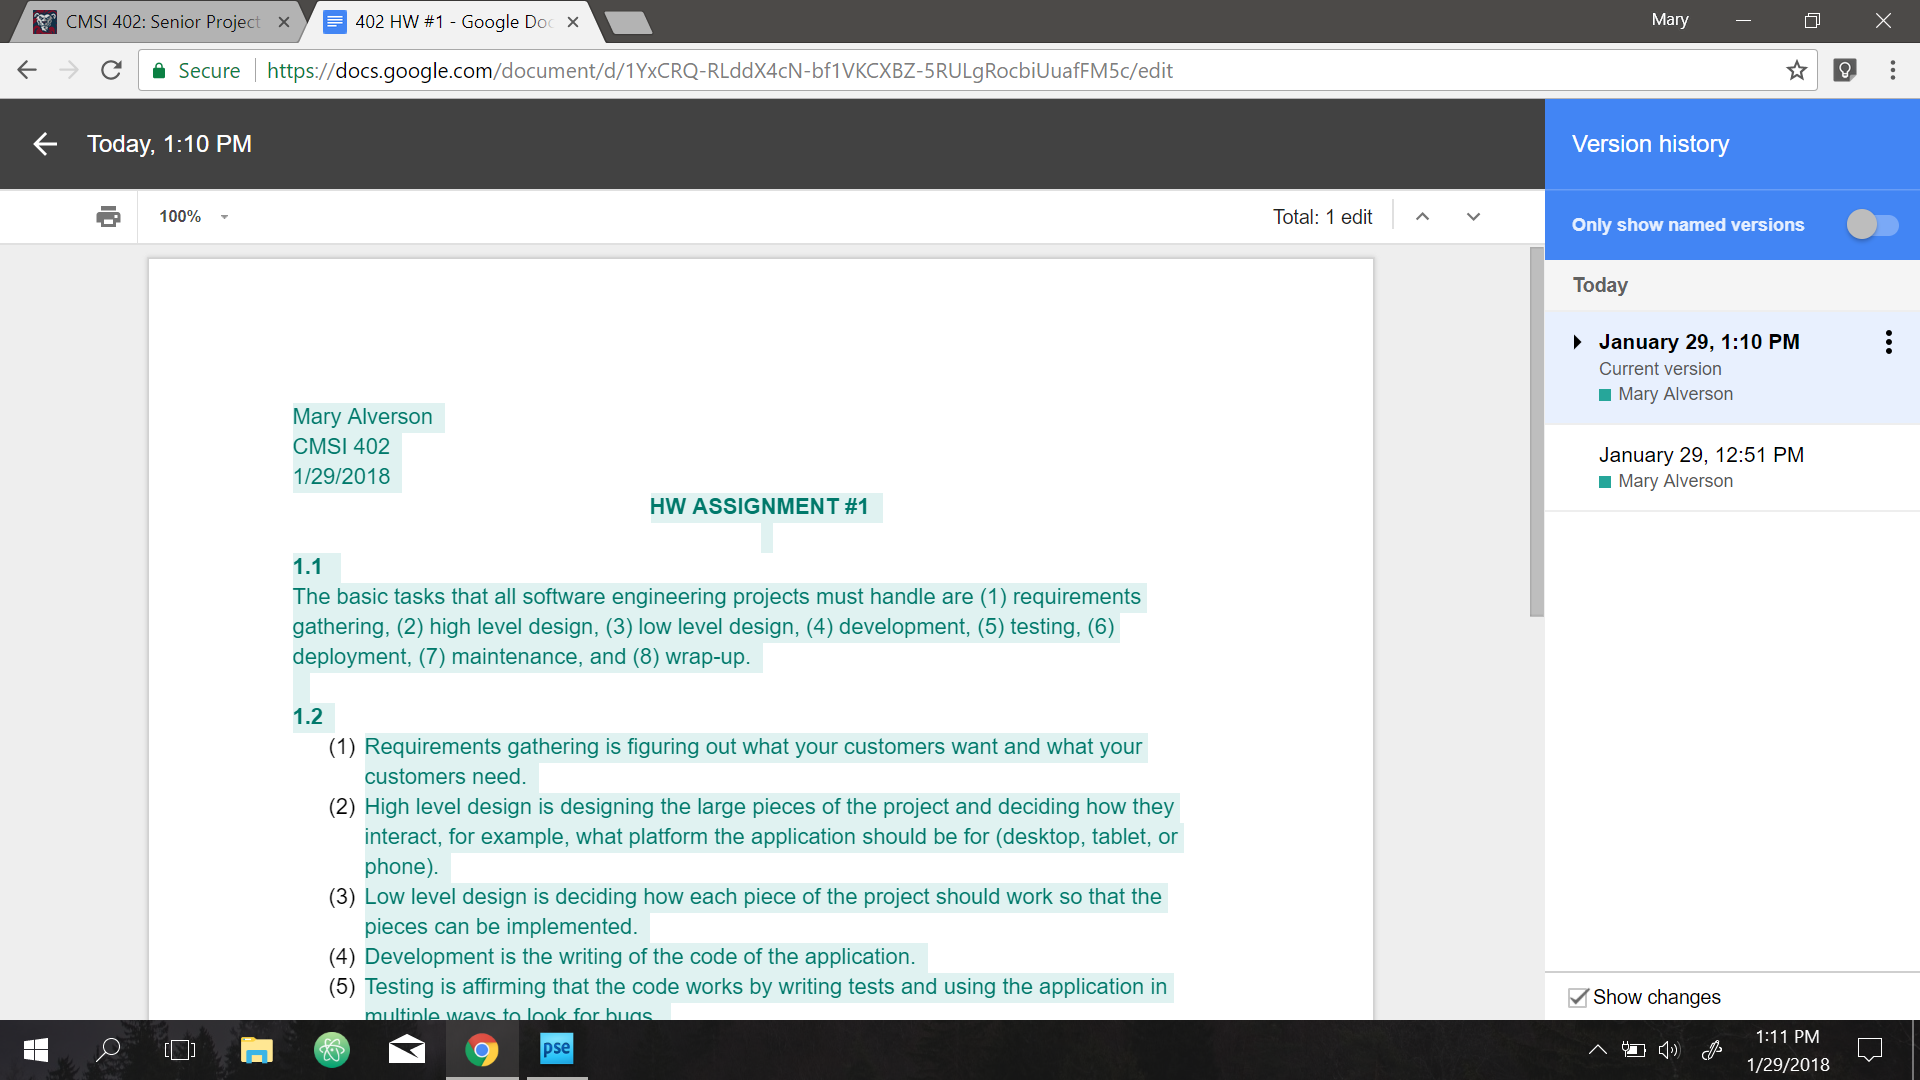 CMSI 402: Senior Project
402 HW #1 - Google Doc
Mary
Secure
https://docs.google.com/document/d/1YxCRQ-RLddX4cN-bf1VKCXBZ-5RULgRocbiUuafFM5c/edit
Today, 1:10 PM
Version history
100%
Total: 1 edit
Only show named versions
Today
January 29, 1:10 PM
Current version
Mary Alverson
January 29, 12:51 PM
Mary Alverson
Mary Alverson
CMSI 402
1/29/2018
HW ASSIGNMENT #1
1.1
The basic tasks that all software engineering projects must handle are (1) requirements
gathering, (2) high level design, (3) low level design, (4) development, (5) testing, (6)
deployment, (7) maintenance, and (8) wrap-up.
1.2
(1) Requirements gathering is figuring out what your customers want and what your
customers need.
(2) High level design is designing the large pieces of the project and deciding how they
interact, for example, what platform the application should be for (desktop, tablet, or
phone).
(3) Low level design is deciding how each piece of the project should work so that the
pieces can be implemented.
(4) Development is the writing of the code of the application.
(5) Testing is affirming that the code works by writing tests and using the application in
multiple ways to look for bugs.
Show changes
pse
1:11 PM
1/29/2018